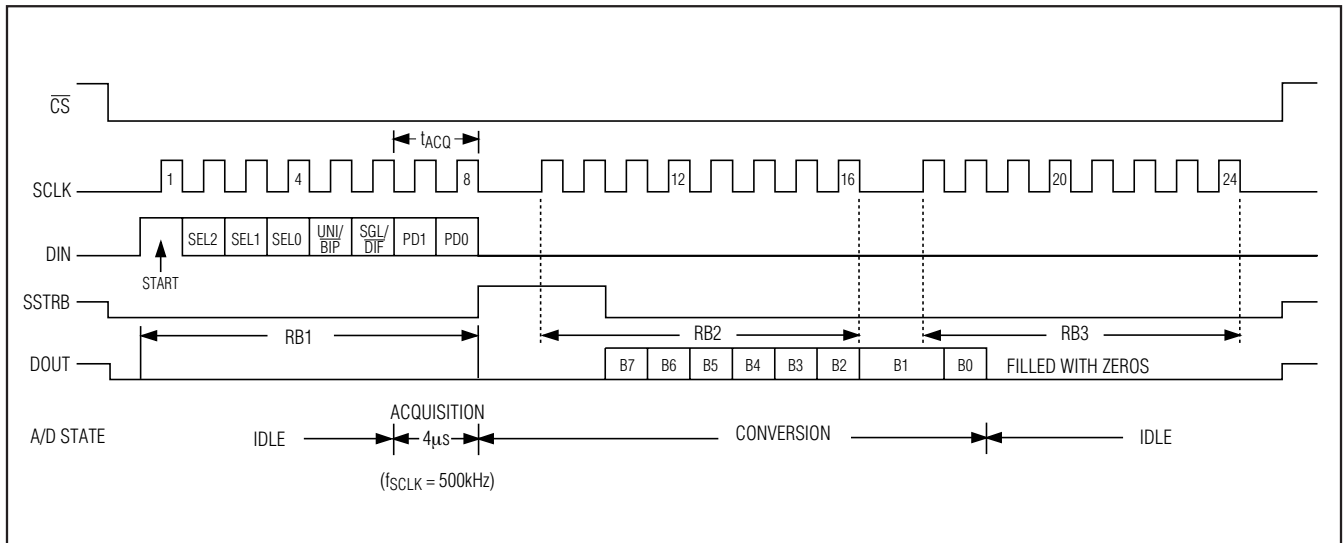 CS
tACQ
SCLK 1 4 8 12 16 20 24
DIN SEL2 SEL1 SEL0 UNI/BIP SGL/DIF PD1 PD0
START
SSTRB
RB1 RB2 RB3
DOUT B7 B6 B5 B4 B3 B2 B1 B0 FILLED WITH ZEROS
ACQUISITION
A/D STATE IDLE 4µs CONVERSION IDLE
(fSCLK = 500kHz)